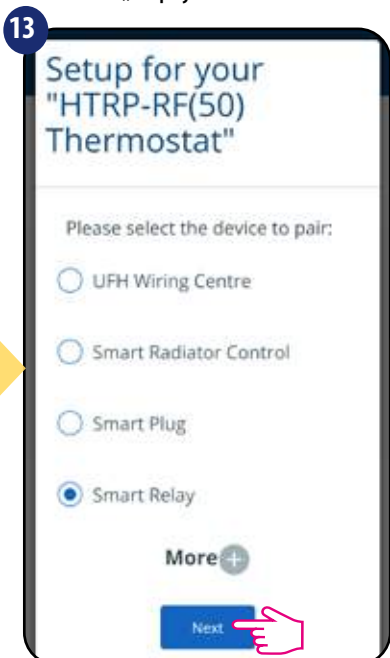 13
Setup for your
"HTRP-RF(50)
Thermostat"
Please select the device to pair:
UFH Wiring Centre
Smart Radiator Control
Smart Plug
Smart Relay
More
Next